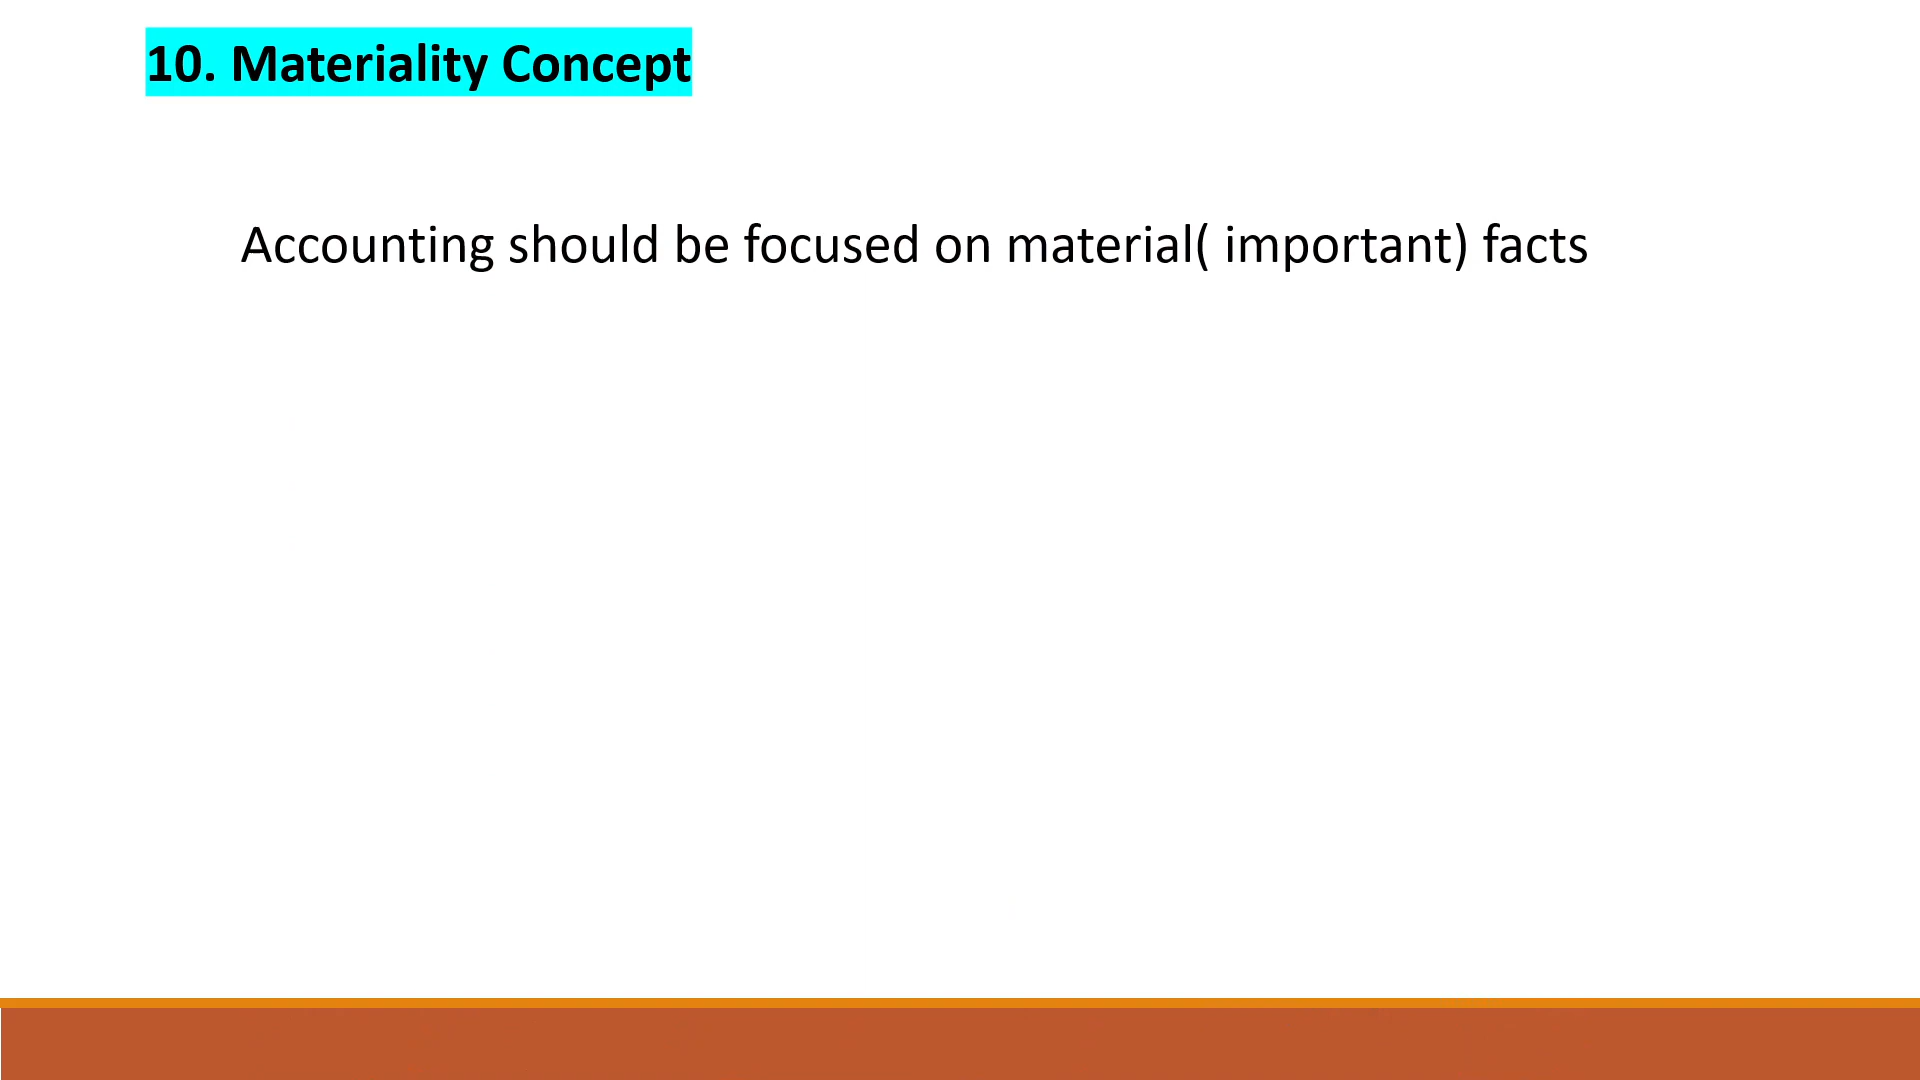 10. Materiality Concept
Accounting should be focused on material( important) facts